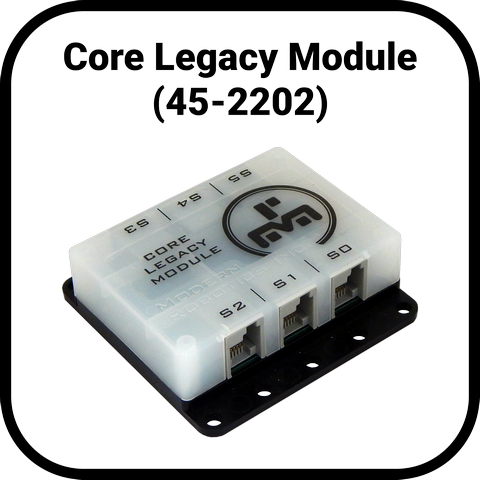 Core Legacy Module
(45-2202)
S3 | S4 | S5
CORE
LEGACY
MODULE
MODERN
ROBOTICS INC
S2 | S1 | S0